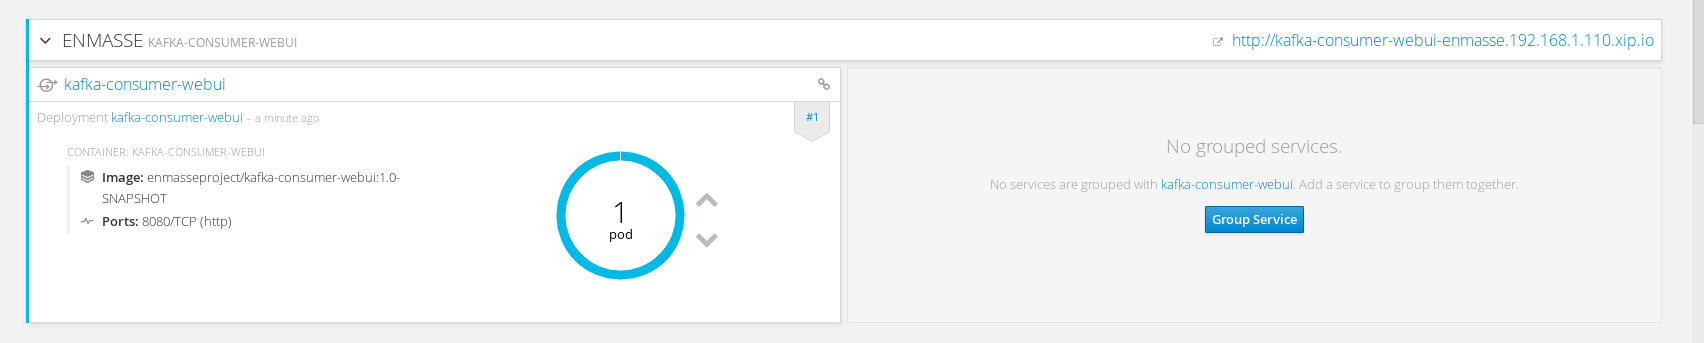 ENMASSE KAFKA-CONSUMER-WEBUI
http://kafka-consumer-webui-enmasse.192.168.1.110.xip.io
kafka-consumer-webui
Deployment kafka-consumer-webui – a minute ago
#1
CONTAINER: KAFKA-CONSUMER-WEBUI
Image: enmasseproject/kafka-consumer-webui:1.0-
SNAPSHOT
Ports: 8080/TCP (http)
1
pod
No grouped services.
No services are grouped with kafka-consumer-webui. Add a service to group them together.
Group Service